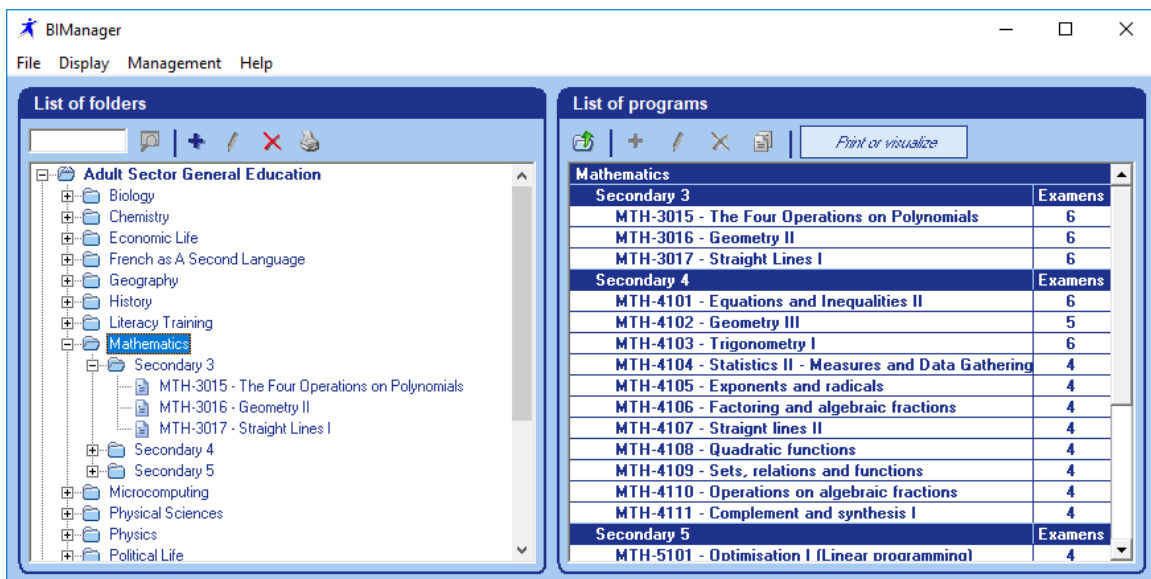 BIManager
File Display Management Help
List of folders
Adult Sector General Education
Biology
Chemistry
Economic Life
French as A Second Language
Geography
History
Literacy Training
Mathematics
Secondary 3
MTH-3015 - The Four Operations on Polynomials
MTH-3016 - Geometry II
MTH-3017 - Straight Lines I
Secondary 4
Secondary 5
Microcomputing
Physical Sciences
Physics
Political Life
List of programs
Print or visualize
Mathematics
Secondary 3 Examens
MTH-3015 - The Four Operations on Polynomials 6
MTH-3016 - Geometry II 6
MTH-3017 - Straight Lines I 6
Secondary 4 Examens
MTH-4101 - Equations and Inequalities II 6
MTH-4102 - Geometry III 5
MTH-4103 - Trigonometry I 6
MTH-4104 - Statistics II - Measures and Data Gathering 4
MTH-4105 - Exponents and radicals 4
MTH-4106 - Factoring and algebraic fractions 4
MTH-4107 - Straignt lines II 4
MTH-4108 - Quadratic functions 4
MTH-4109 - Sets, relations and functions 4
MTH-4110 - Operations on algebraic fractions 4
MTH-4111 - Complement and synthesis I 4
Secondary 5 Examens
MTH-5101 - Optimisation I (Linear programming) 4